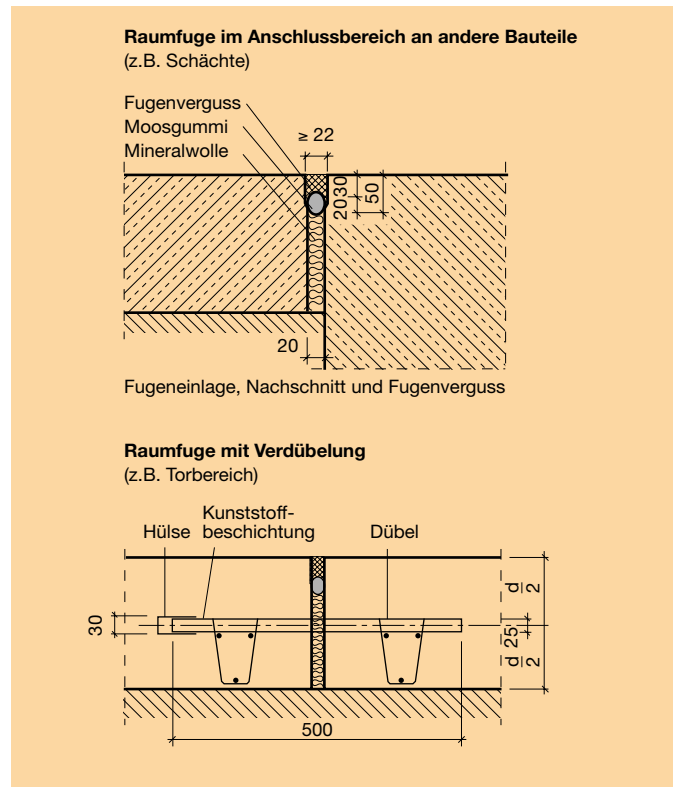 Raumfuge im Anschlussbereich an andere Bauteile
(z.B. Schächte)
Fugenverguss
Moosgummi
Mineralwolle
≥ 22
30
20
50
20
Fugeneinlage, Nachschnitt und Fugenverguss
Raumfuge mit Verdübelung
(z.B. Torbereich)
Kunststoff-
Hülse beschichtung Dübel
30
d
2
25
d
2
500